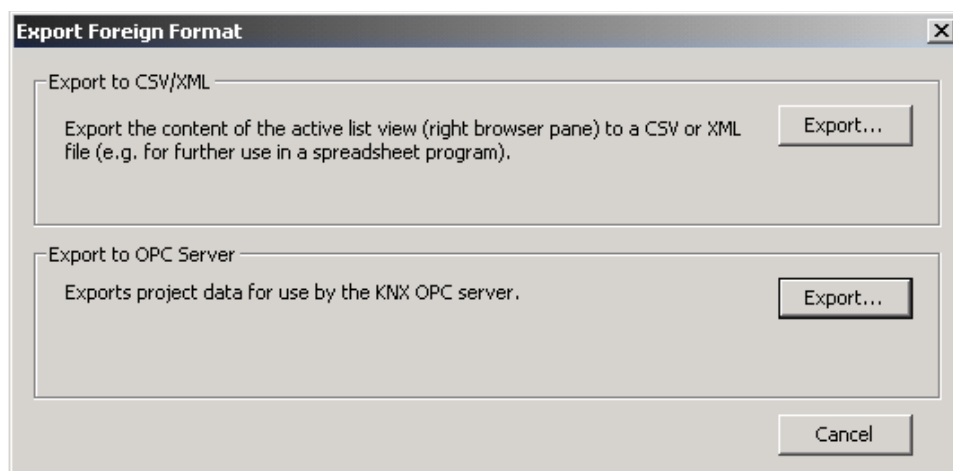 Export Foreign Format
Export to CSV/XML
Export the content of the active list view (right browser pane) to a CSV or XML
file (e.g. for further use in a spreadsheet program).
Export...
Export to OPC Server
Exports project data for use by the KNX OPC server.
Export...
Cancel